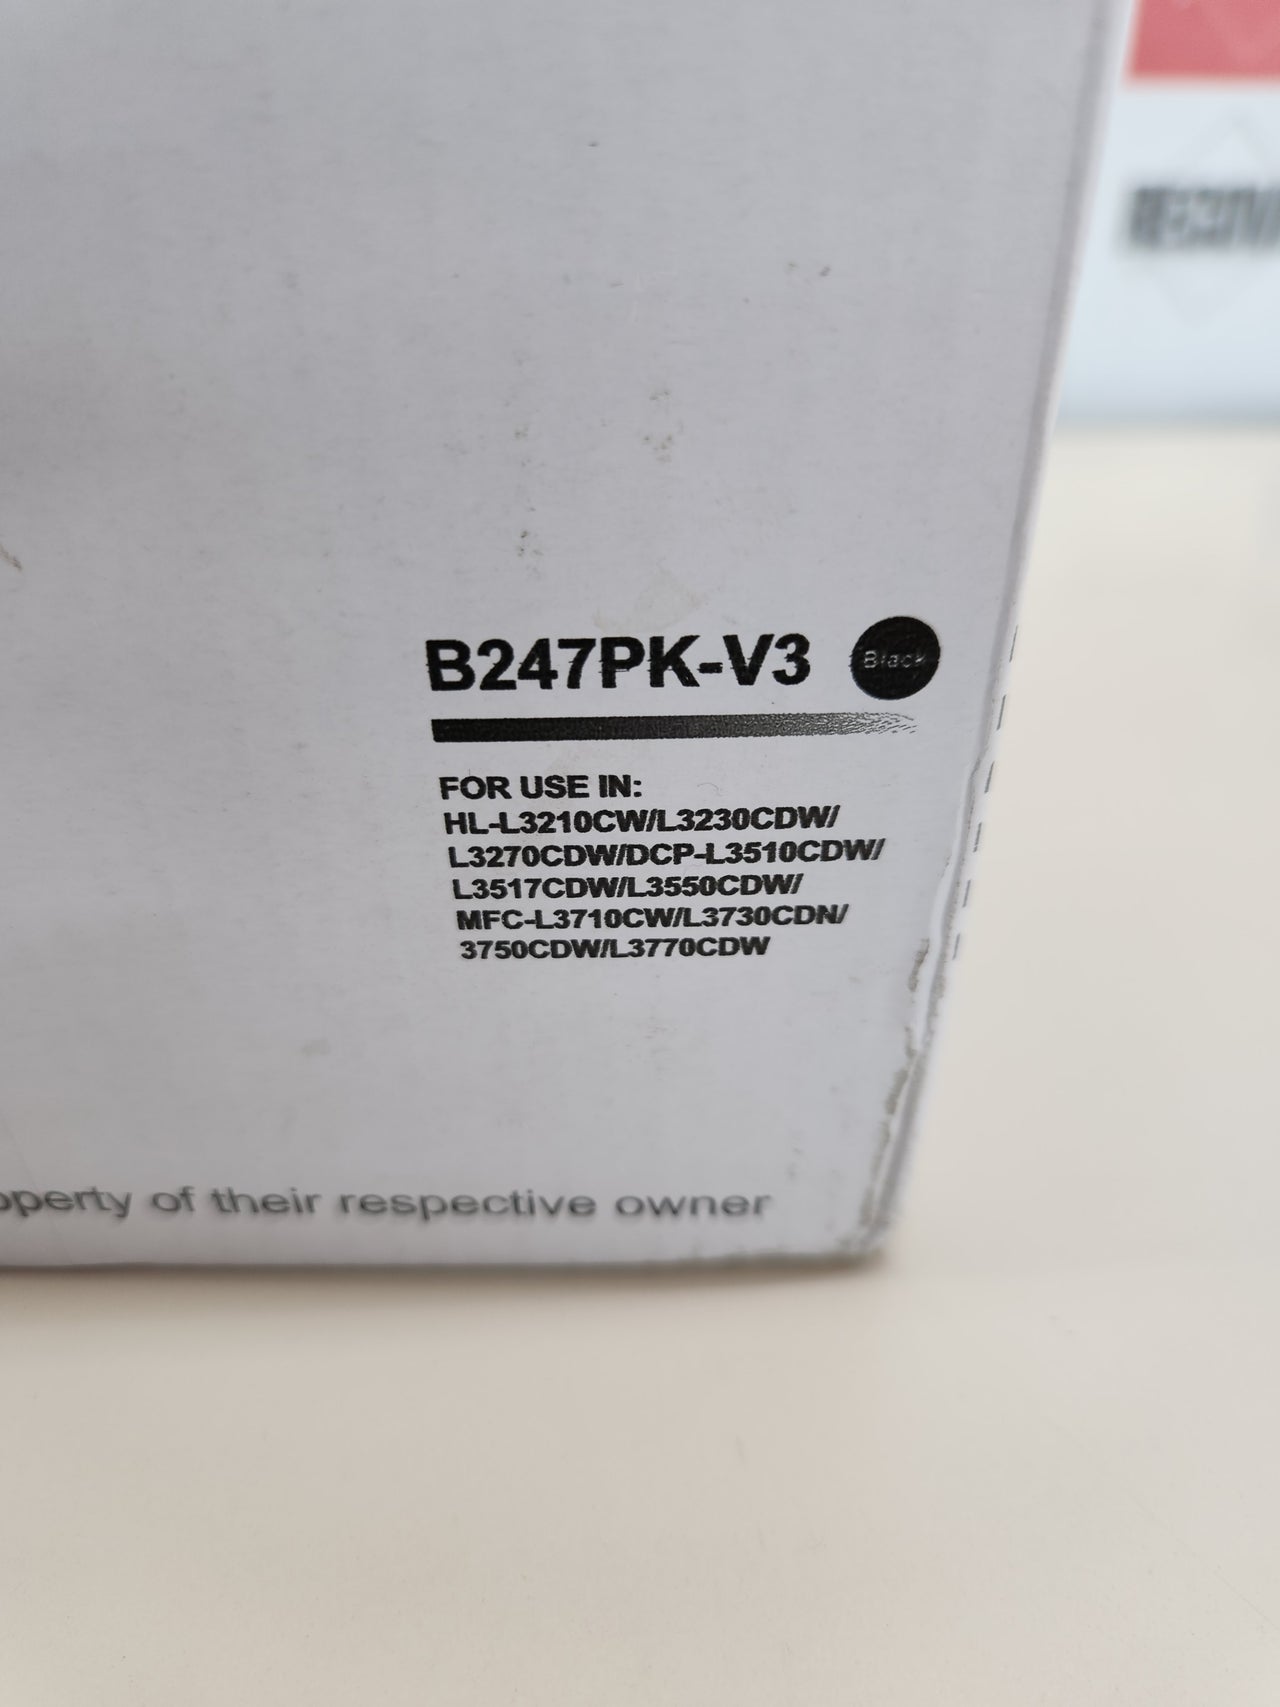 B247PK-V3 Black
FOR USE IN:
HL-L3210CW/L3230CDW/
L3270CDW/DCP-L3510CDW/
L3517CDW/L3550CDW/
MFC-L3710CW/L3730CDN/
3750CDW/L3770CDW
of their respective owner